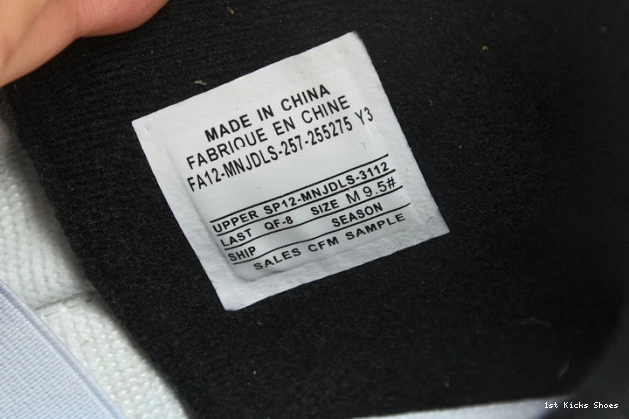 MADE IN CHINA
FABRIQUE EN CHINE
FA12-MNJDLS-257-255275 Y3
UPPER SP12-MNJDLS-3112
LAST QF-8 SIZE M 9.5#
SHIP SEASON
SALES CFM SAMPLE
1st Kicks Shoes